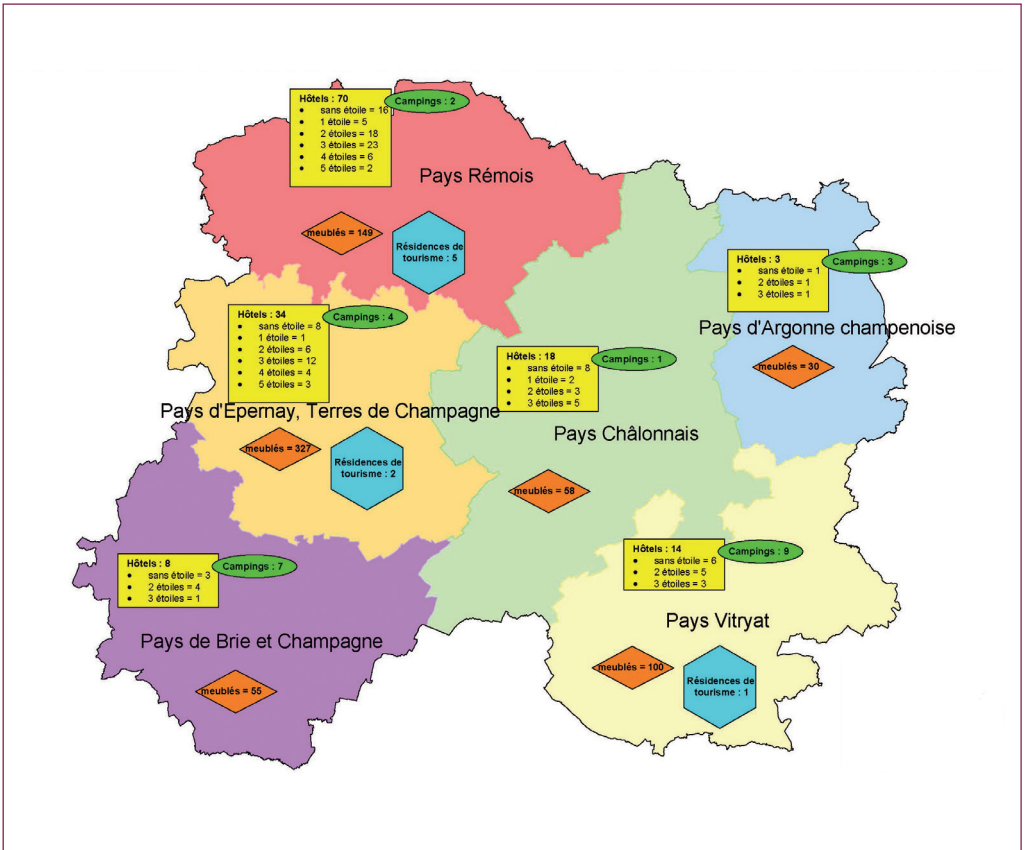 Hôtels : 70
• sans étoile = 16
• 1 étoile = 5
• 2 étoiles = 18
• 3 étoiles = 23
• 4 étoiles = 6
• 5 étoiles = 2
Campings : 2
Pays Rémois
meublés = 149
Résidences de
tourisme : 5
Hôtels : 3
• sans étoile = 1
• 2 étoiles = 1
• 3 étoiles = 1
Campings : 3
Pays d'Argonne champenoise
meublés = 30
Hôtels : 34
• sans étoile = 8
• 1 étoile = 1
• 2 étoiles = 6
• 3 étoiles = 12
• 4 étoiles = 4
• 5 étoiles = 3
Campings : 4
Pays d'Epernay, Terres de Champagne
meublés = 327
Résidences de
tourisme : 2
Hôtels : 18
• sans étoile = 8
• 1 étoile = 2
• 2 étoiles = 3
• 3 étoiles = 5
Campings : 1
Pays Châlonnais
meublés = 58
Hôtels : 8
• sans étoile = 3
• 2 étoiles = 4
• 3 étoiles = 1
Campings : 7
Pays de Brie et Champagne
meublés = 55
Hôtels : 14
• sans étoile = 6
• 2 étoiles = 5
• 3 étoiles = 3
Campings : 9
Pays Vitryat
meublés = 100
Résidences de
tourisme : 1